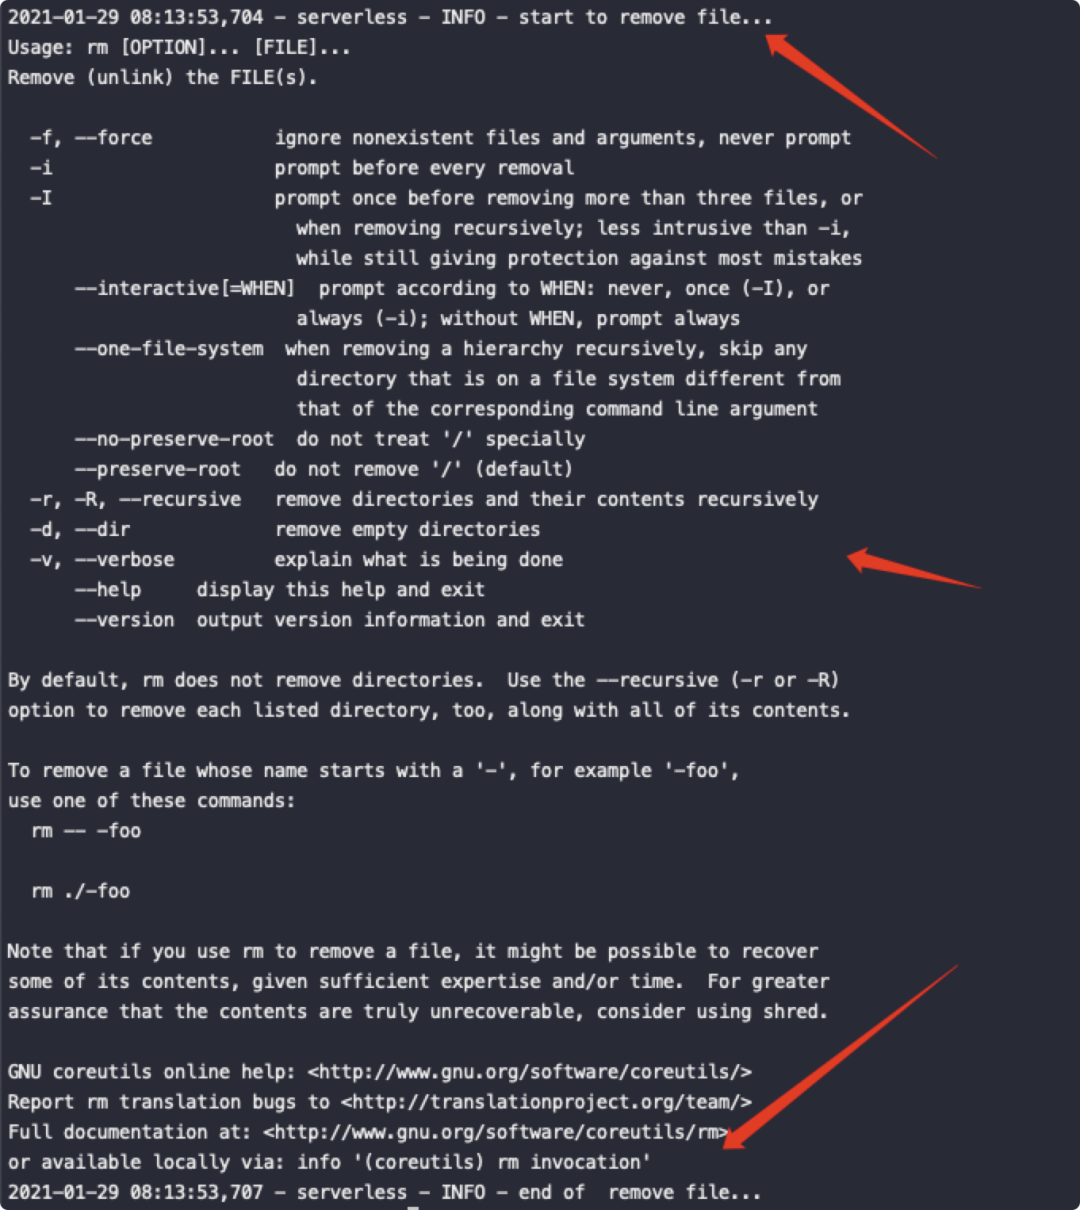 2021-01-29 08:13:53,704 - serverless - INFO - start to remove file...
Usage: rm [OPTION]... [FILE]...
Remove (unlink) the FILE(s).

  -f, --force           ignore nonexistent files and arguments, never prompt
  -i                    prompt before every removal
  -I                    prompt once before removing more than three files, or
                          when removing recursively; less intrusive than -i,
                          while still giving protection against most mistakes
      --interactive[=WHEN]  prompt according to WHEN: never, once (-I), or
                          always (-i); without WHEN, prompt always
      --one-file-system  when removing a hierarchy recursively, skip any
                          directory that is on a file system different from
                          that of the corresponding command line argument
      --no-preserve-root  do not treat '/' specially
      --preserve-root   do not remove '/' (default)
  -r, -R, --recursive   remove directories and their contents recursively
  -d, --dir             remove empty directories
  -v, --verbose         explain what is being done
      --help     display this help and exit
      --version  output version information and exit

By default, rm does not remove directories.  Use the --recursive (-r or -R)
option to remove each listed directory, too, along with all of its contents.

To remove a file whose name starts with a '-', for example '-foo',
use one of these commands:
  rm -- -foo

  rm ./-foo

Note that if you use rm to remove a file, it might be possible to recover
some of its contents, given sufficient expertise and/or time.  For greater
assurance that the contents are truly unrecoverable, consider using shred.

GNU coreutils online help: <http://www.gnu.org/software/coreutils/>
Report rm translation bugs to <http://translationproject.org/team/>
Full documentation at: <http://www.gnu.org/software/coreutils/rm>
or available locally via: info '(coreutils) rm invocation'
2021-01-29 08:13:53,707 - serverless - INFO - end of  remove file...